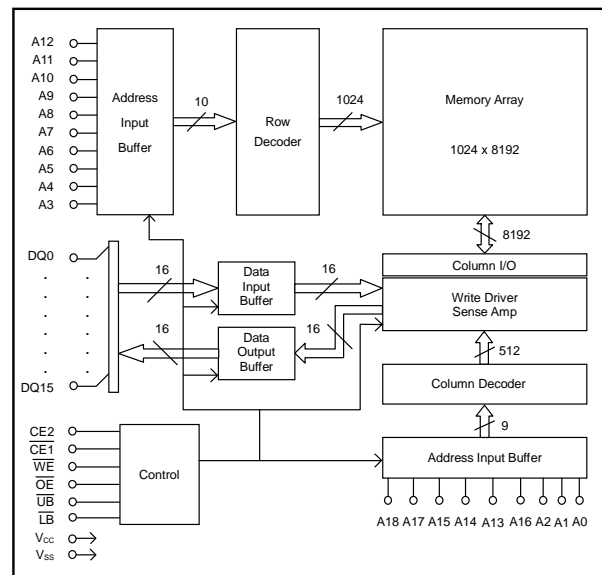 A12
A11
A10
A9
A8
A7
A6
A5
A4
A3
Address
Input
Buffer
10
Row
Decoder
1024
Memory Array
1024 x 8192
8192
DQ0
.
.
.
.
.
.
DQ15
16
Data
Input
Buffer
16
Column I/O
Write Driver
Sense Amp
16
Data
Output
Buffer
16
512
Column Decoder
9
Address Input Buffer
CE2
CE1
WE
OE
UB
LB
Control
VCC
VSS
A18 A17 A15 A14 A13 A16 A2 A1 A0